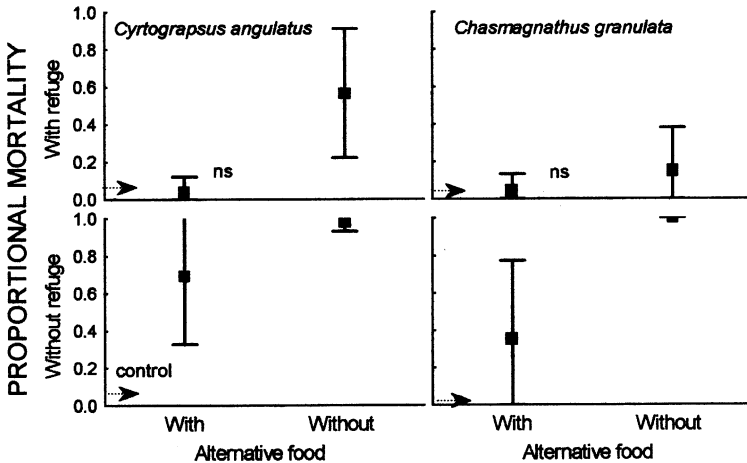 PROPORTIONAL MORTALITY
With refuge
Without refuge
Cyrtograpsus angulatus
Chasmagnathus granulata
1.0
0.8
0.6
0.4
0.2
0.0
ns
ns
1.0
0.8
0.6
0.4
0.2
0.0
control
With Without
With Without
Alternative food
Alternative food